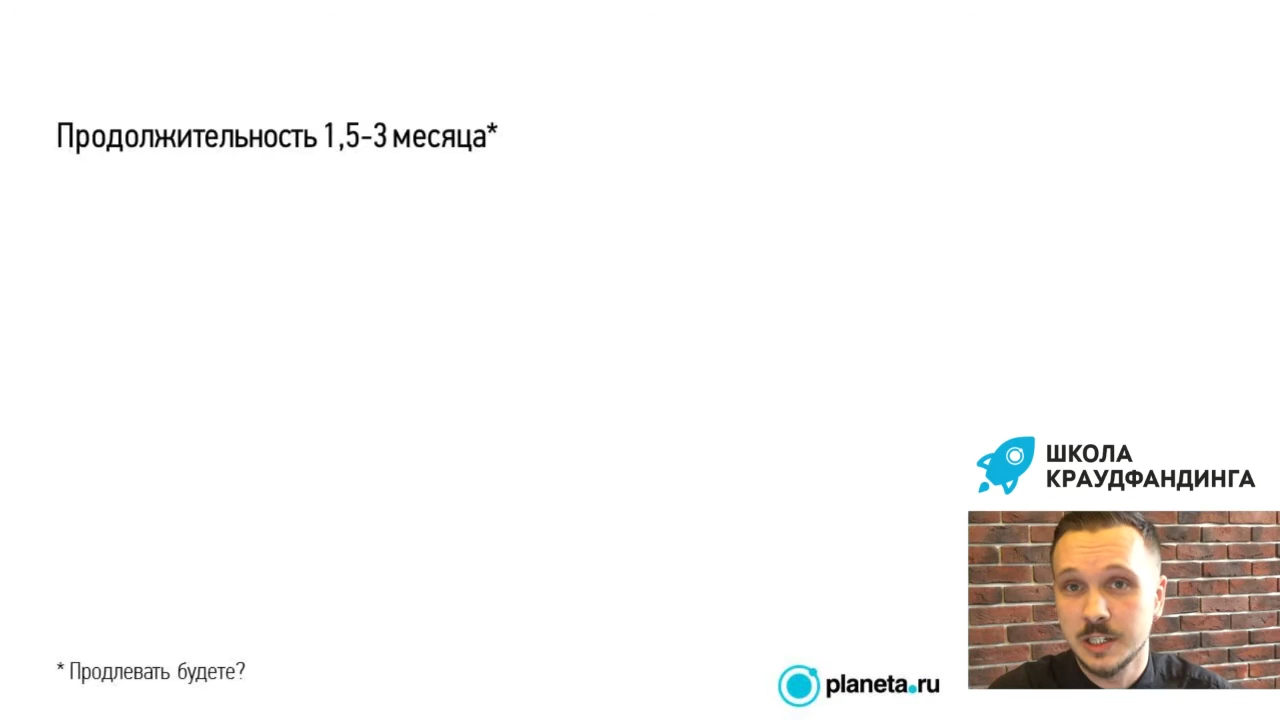 Продолжительность 1,5-3 месяца*
ШКОЛА
КРАУДФАНДИНГА
* Продлевать будете?
planeta.ru